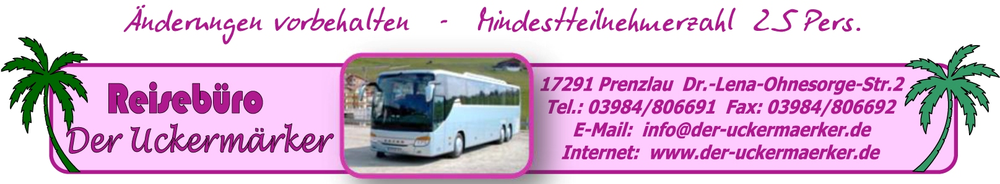 Änderungen vorbehalten - Mindestteilnehmerzahl 25 Pers.
Reisebüro
Der Uckermärker
17291 Prenzlau Dr.-Lena-Ohnesorge-Str.2
Tel.: 03984/806691 Fax: 03984/806692
E-Mail: info@der-uckermaerker.de
Internet: www.der-uckermaerker.de